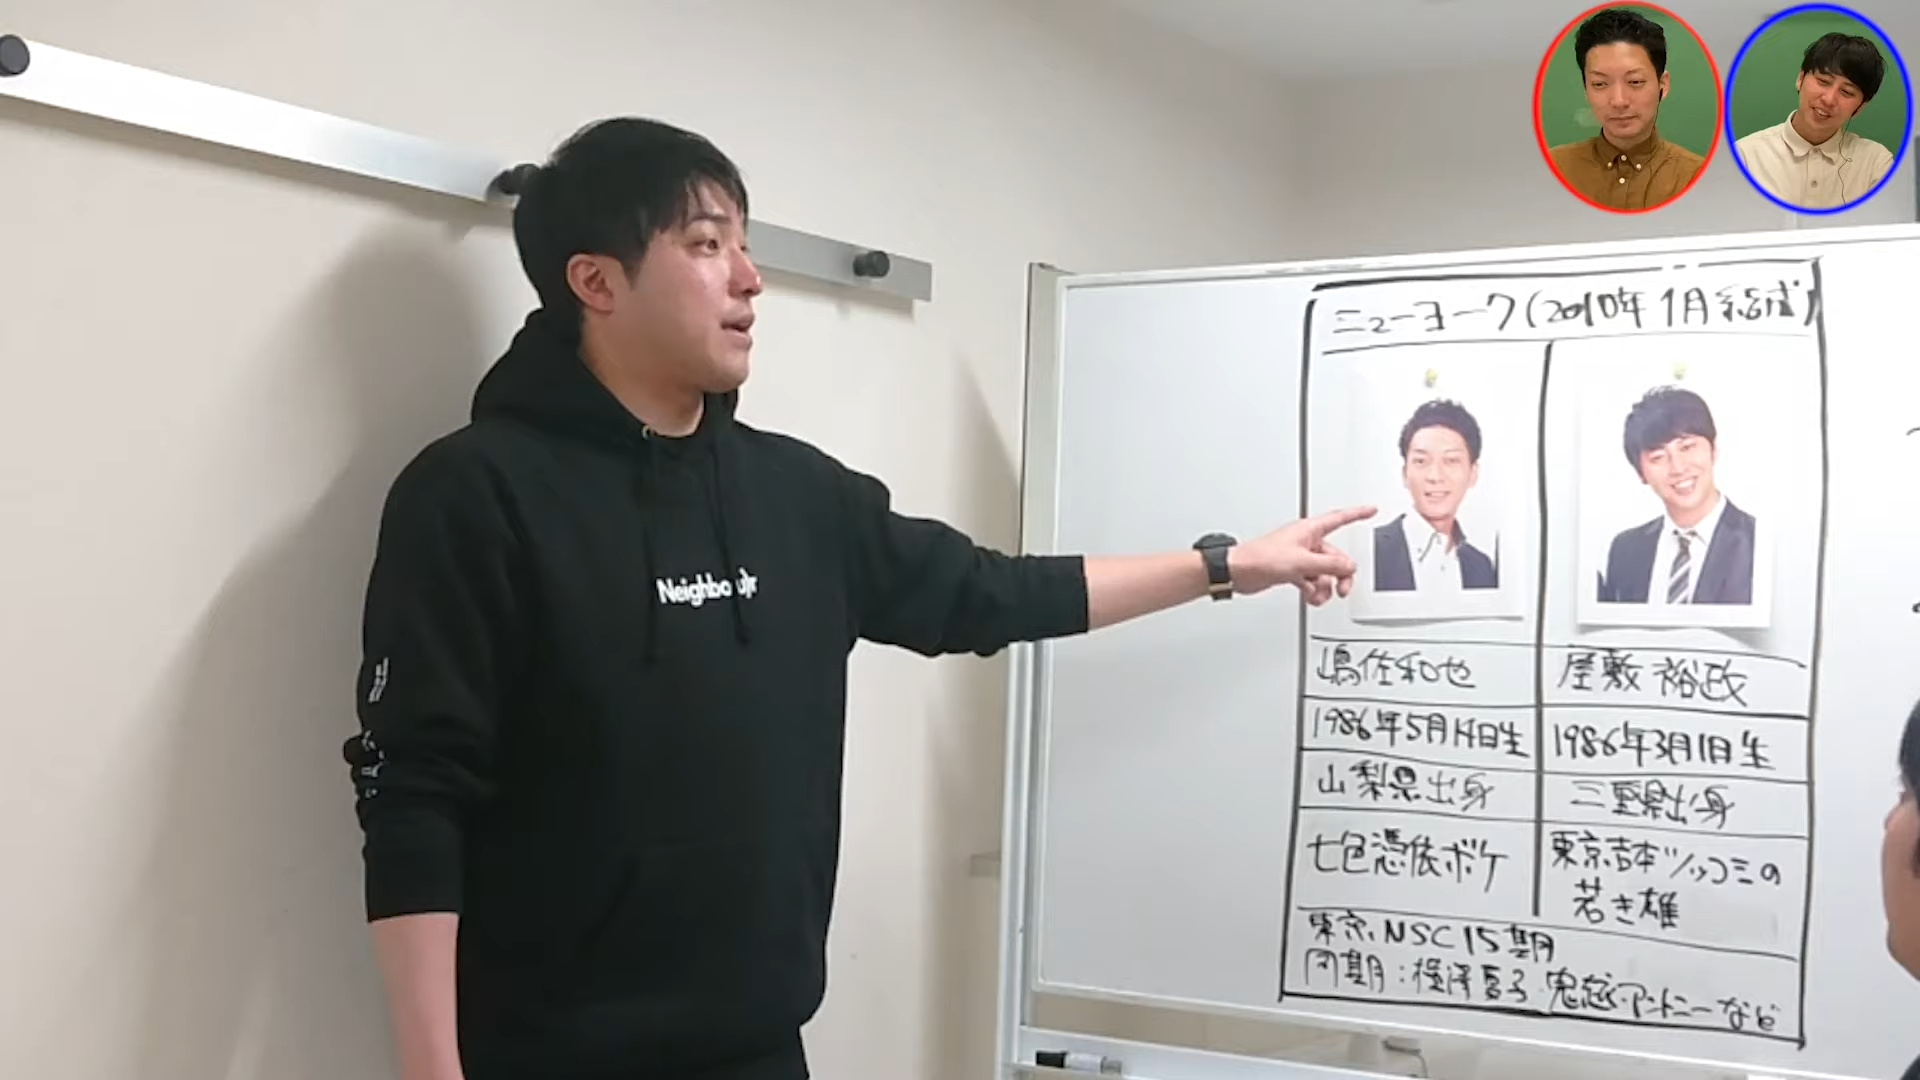 Neighbo(u)r
ニューヨーク(2010年1月結成)
嶋佐和也
屋敷裕政
1986年5月14日生
1986年3月1日生
山梨県出身
三重県出身
七色憑依ボケ
東京吉本ツッコミの
若き雄
東京NSC15期
同期:横澤夏子・鬼越・アントニーなど